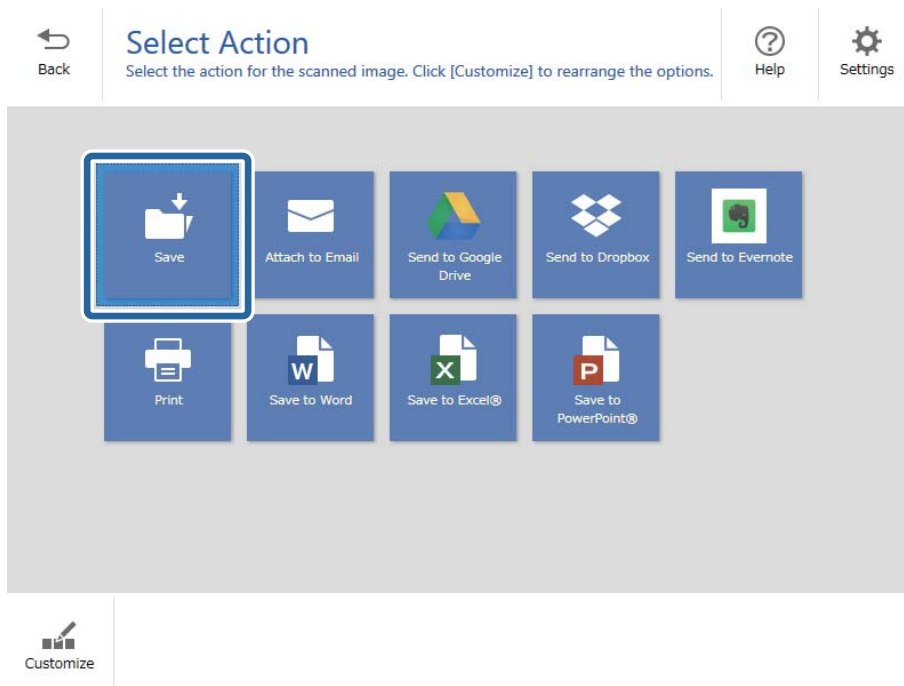 Back
Select Action
Select the action for the scanned image. Click [Customize] to rearrange the options.
Help
Settings
Save
Attach to Email
Send to Google
Drive
Send to Dropbox
Send to Evernote
Print
W
Save to Word
X
Save to Excel®
P
Save to
PowerPoint®
Customize